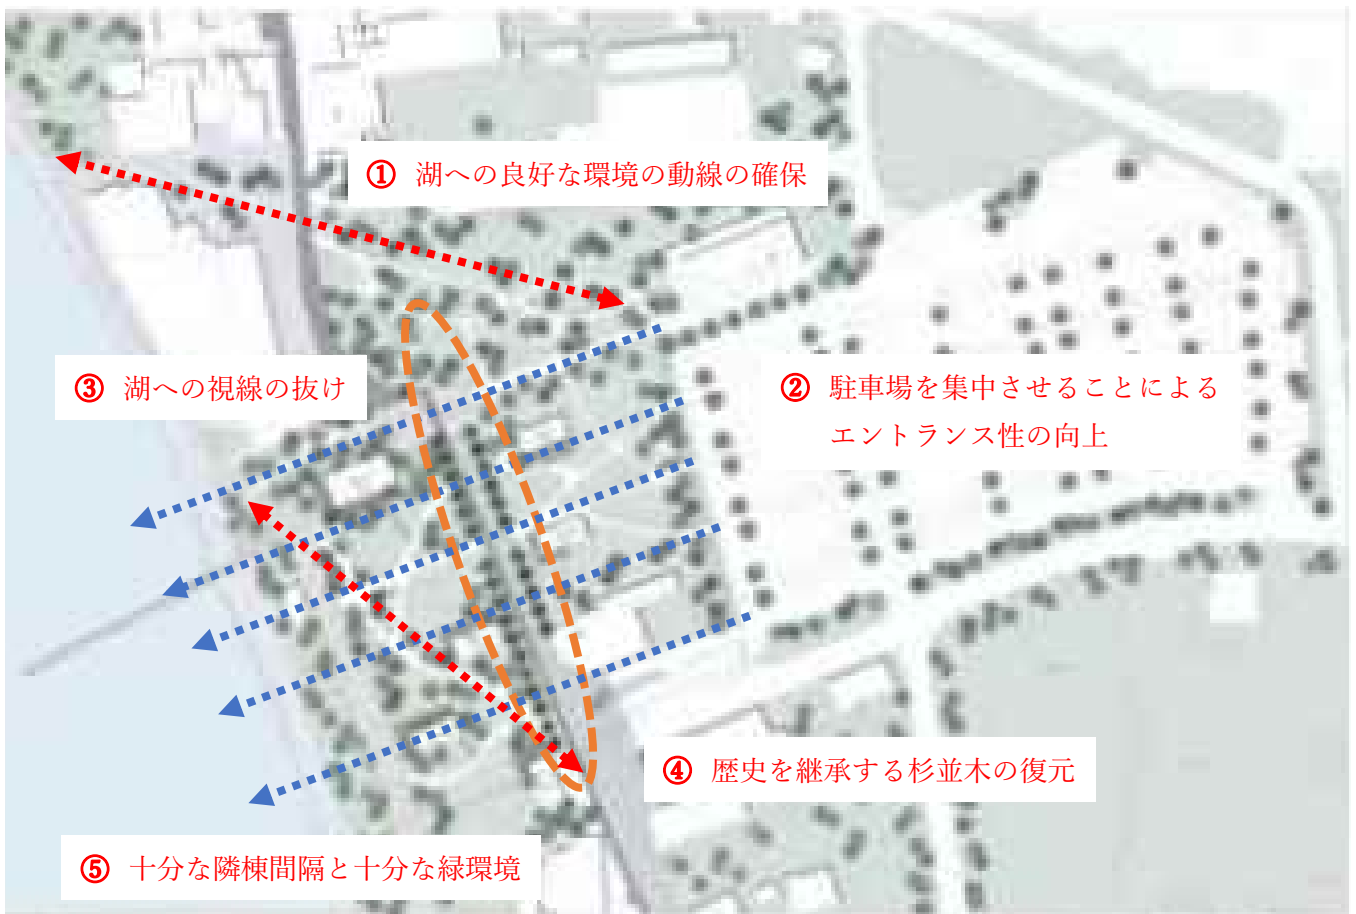 ① 湖への良好な環境の動線の確保
③ 湖への視線の抜け
② 駐車場を集中させることによる
エントランス性の向上
④ 歴史を継承する杉並木の復元
⑤ 十分な隣棟間隔と十分な緑環境